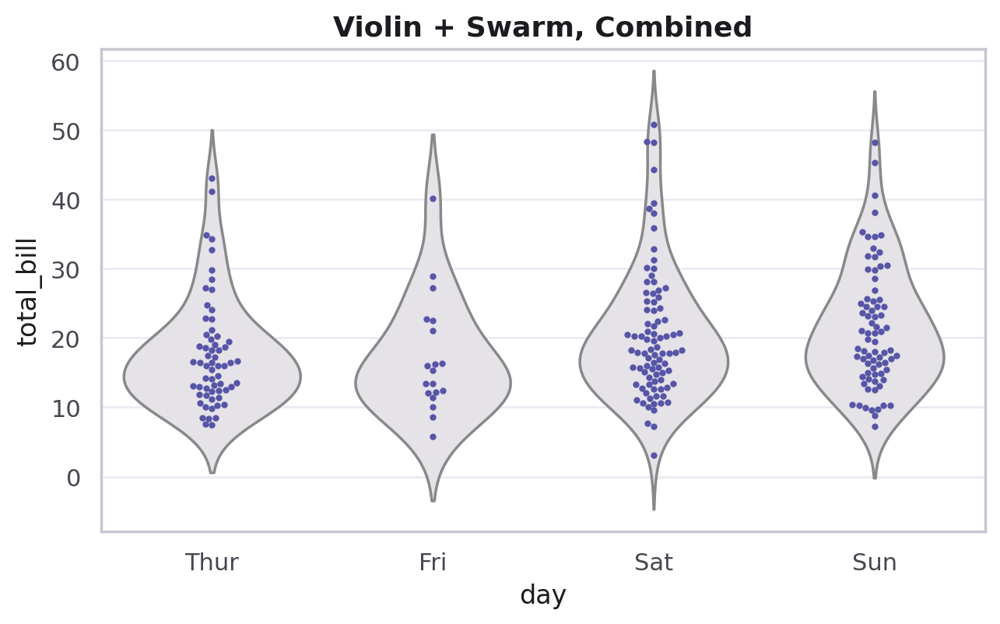 Violin + Swarm, Combined
60
50
40
30
20
10
0
total_bill
Thur Fri Sat Sun
day